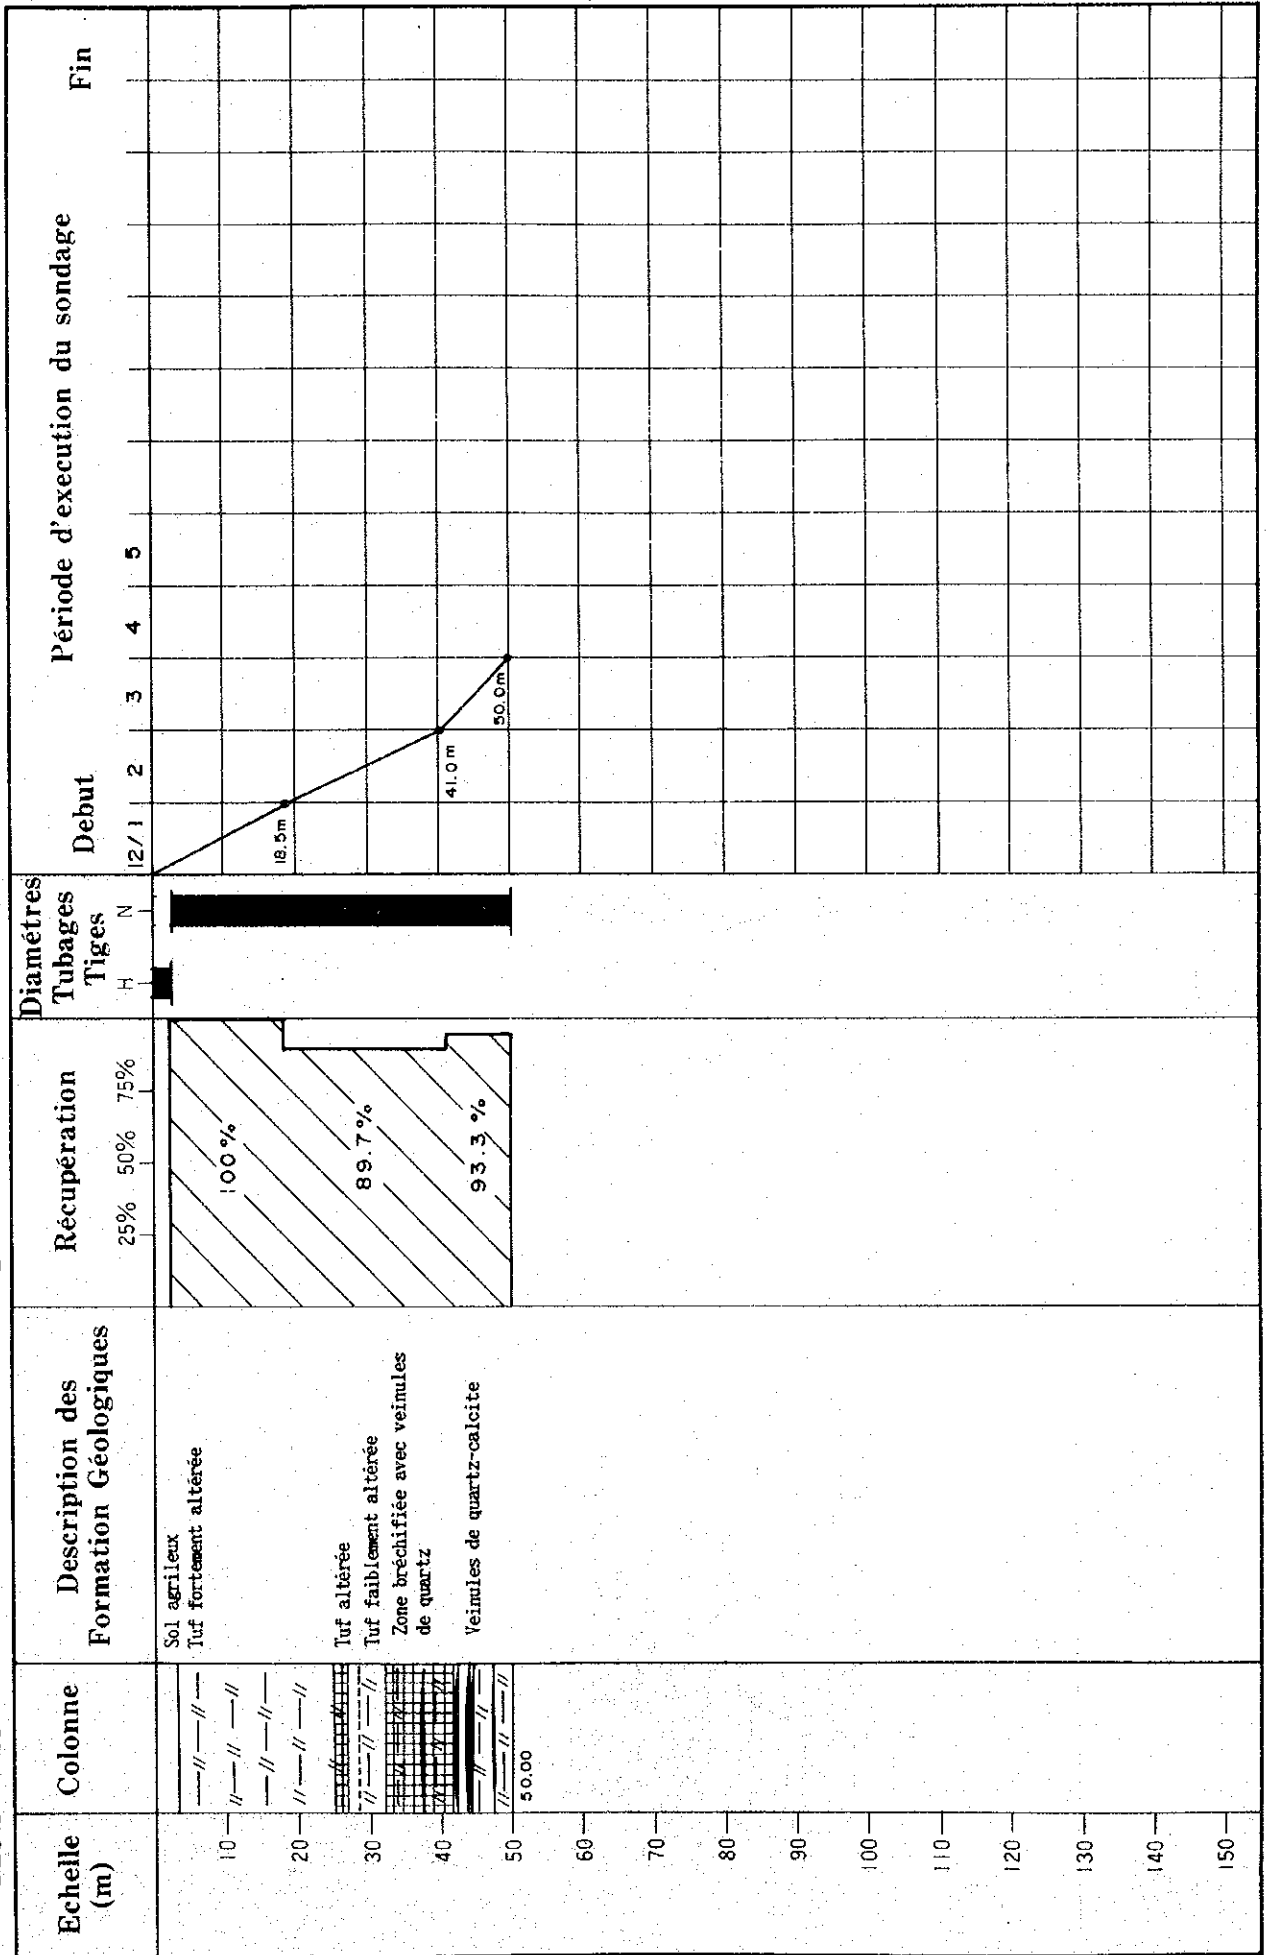 Echelle
(m)
Colonne
Description des
Formation Géologiques
Récupération
25% 50% 75%
Diamétres
Tubages
Tiges
H N
Période d'execution du sondage
Debut
Fin
12/1 2 3 4 5
10
20
30
40
50
60
70
80
90
100
110
120
130
140
150
50.00
Sol agrileux
Tuf fortement altérée
Tuf altérée
Tuf faiblement altérée
Zone bréchifiée avec veinules
de quartz
Veinules de quartz-calcite
100%
89.7%
93.3 %
18.5m
41.0m
50.0m